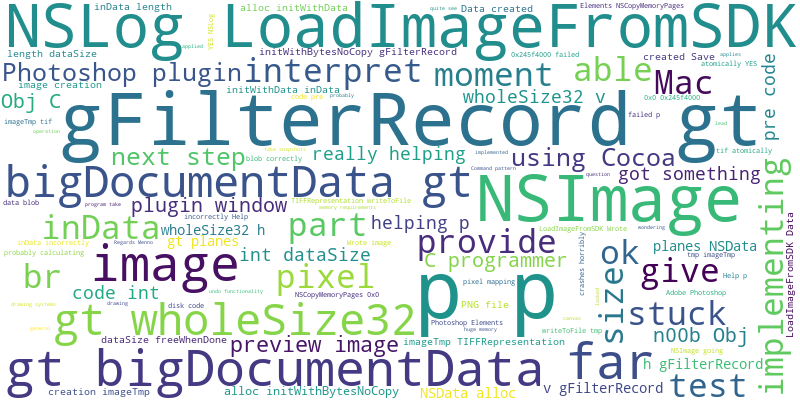 NSLog LoadImageFromSDK
inData length
alloc initWithData
YES NSLog
applied
quite see
Data created
Elements NSCopyMemoryPages
length dataSize
initWithBytesNoCopy gFilterRecord
0x245f4000 failed
applies
Photoshop plugin
interpret
moment
able
Mac
created Save
atomically YES
image creation
initWithData inData
Obj C
code pre
probably
wholeSize32 v
0x0 0x245f4000
tif atomically
pre code
imageTmp tif
operation
gFilterRecord gt
failed p
lead
next step
take snapshots
blob correctly
really helping
implemented
using Cocoa
question
data blob
Command pattern
got something
bigDocumentData gt
NSImage
program take
plugin window
TIFFRepresentation writeToFile
memory requirements
incorrectly Help
wholeSize32 h
helping p
inData
part
provide
LoadImageFromSDK Wrote
wondering
implementing
LoadImageFromSDK Data
inData incorrectly
gt planes
Wrote image
ok
planes NSData
probably calculating
Regards Menno
image
int dataSize
C programmer
size
give
tmp imageTmp
br
pixel
p p
pixel mapping
crashes horribly
Help p
code int
undo functionality
NSCopyMemoryPages 0x0
PNG file
Adobe Photoshop
drawing systems
drawing
loaded
gt wholeSize32
disk code
Photoshop Elements
canvas
stuck
n00b Obj
general
huge memory
writeToFile tmp
dataSize freeWhenDone
preview image
imageTmp TIFFRepresentation
NSImage going
gt bigDocumentData
far
h gFilterRecord
test
creation imageTmp
alloc initWithBytesNoCopy
NSData alloc
v gFilterRecord